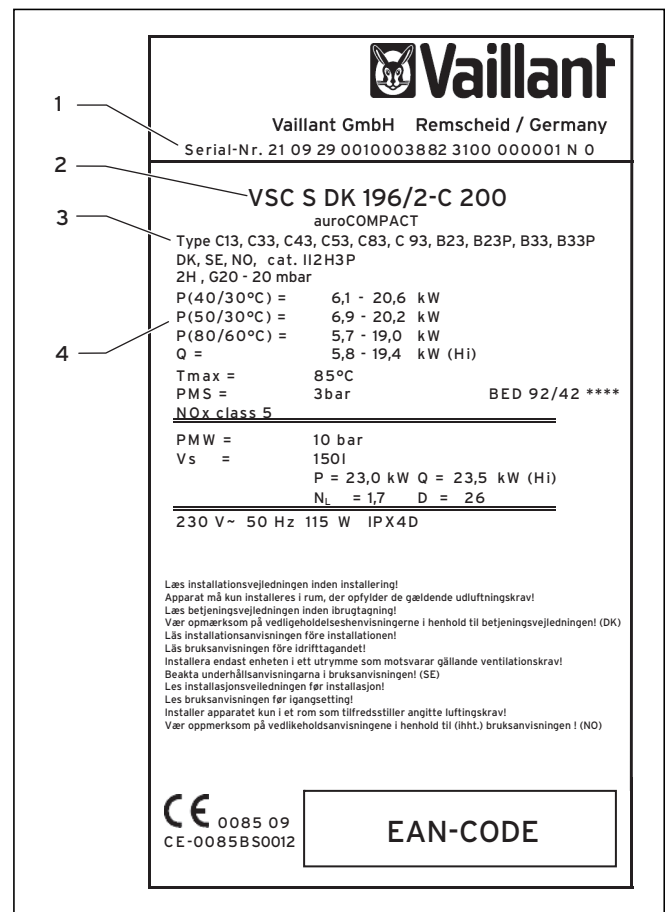 Vaillant
Vaillant GmbH Remscheid / Germany
1
Serial-Nr. 21 09 29 0010003882 3100 000001 N 0
2
VSC S DK 196/2-C 200
auroCOMPACT
3
Type C13, C33, C43, C53, C83, C 93, B23, B23P, B33, B33P
DK, SE, NO, cat. II2H3P
2H , G20 - 20 mbar
P(40/30°C) = 6,1 - 20,6 kW
P(50/30°C) = 6,9 - 20,2 kW
4
P(80/60°C) = 5,7 - 19,0 kW
Q = 5,8 - 19,4 kW (Hi)
Tmax = 85°C
PMS = 3bar BED 92/42 ****
NOx class 5
PMW = 10 bar
Vs = 150l
P = 23,0 kW Q = 23,5 kW (Hi)
NL = 1,7 D = 26
230 V~ 50 Hz 115 W IPX4D
Læs installationsvejledningen inden installering!
Apparat må kun installeres i rum, der opfylder de gældende udluftningskrav!
Læs betjeningsvejledningen inden ibrugtagning!
Vær opmærksom på vedligeholdelseshenvisningerne i henhold til betjeningsvejledningen! (DK)
Läs installationsanvisningen före installationen!
Läs bruksanvisningen före idrifttagandet!
Installera endast enheten i ett utrymme som motsvarar gällande ventilationskrav!
Beakta underhållsanvisningarna i bruksanvisningen! (SE)
Les installasjonsveiledningen før installasjon!
Les bruksanvisningen før igangsetting!
Installer apparatet kun i et rom som tilfredsstiller angitte luftingskrav!
Vær oppmerksom på vedlikeholdsanvisningene i henhold til (ihht.) bruksanvisningen ! (NO)
CE 0085 09
CE-0085BS0012
EAN-CODE